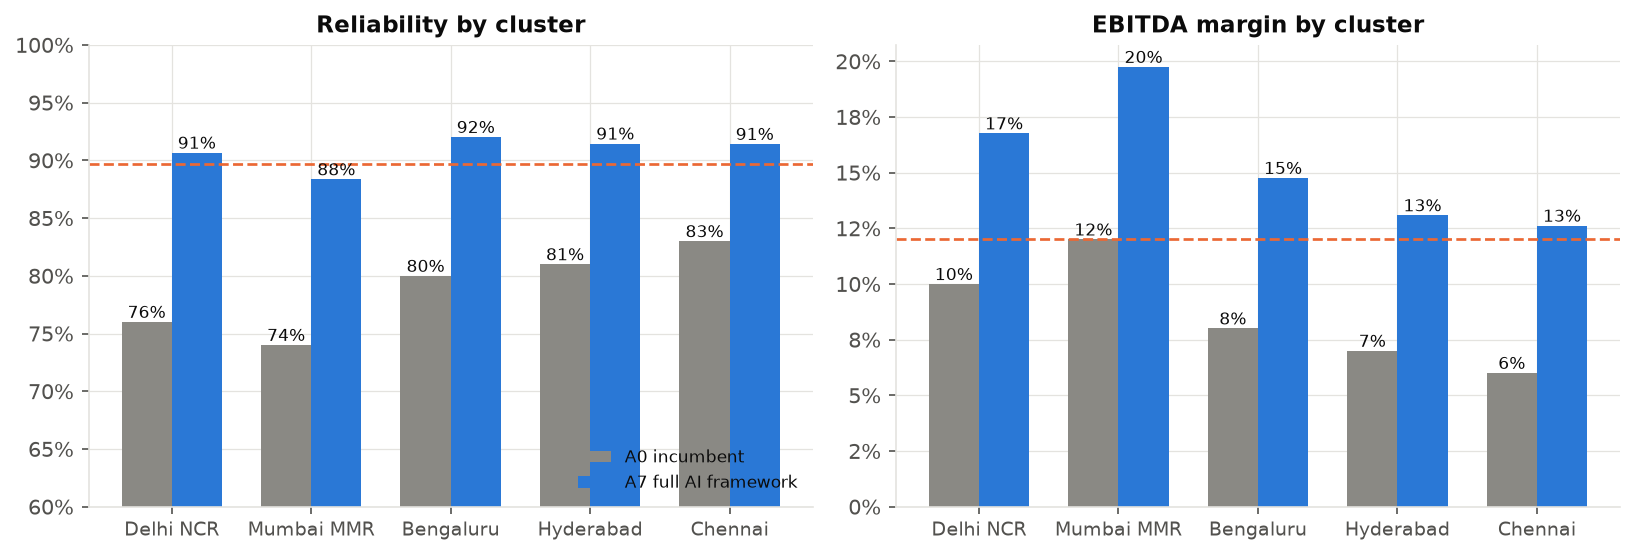 Reliability by cluster
100%
95%
90%
85%
80%
75%
70%
65%
60%
76%
91%
74%
88%
80%
92%
81%
91%
83%
91%
A0 incumbent
A7 full AI framework
Delhi NCR
Mumbai MMR
Bengaluru
Hyderabad
Chennai
EBITDA margin by cluster
20%
18%
15%
12%
10%
8%
5%
2%
0%
10%
17%
12%
20%
8%
15%
7%
13%
6%
13%
Delhi NCR
Mumbai MMR
Bengaluru
Hyderabad
Chennai